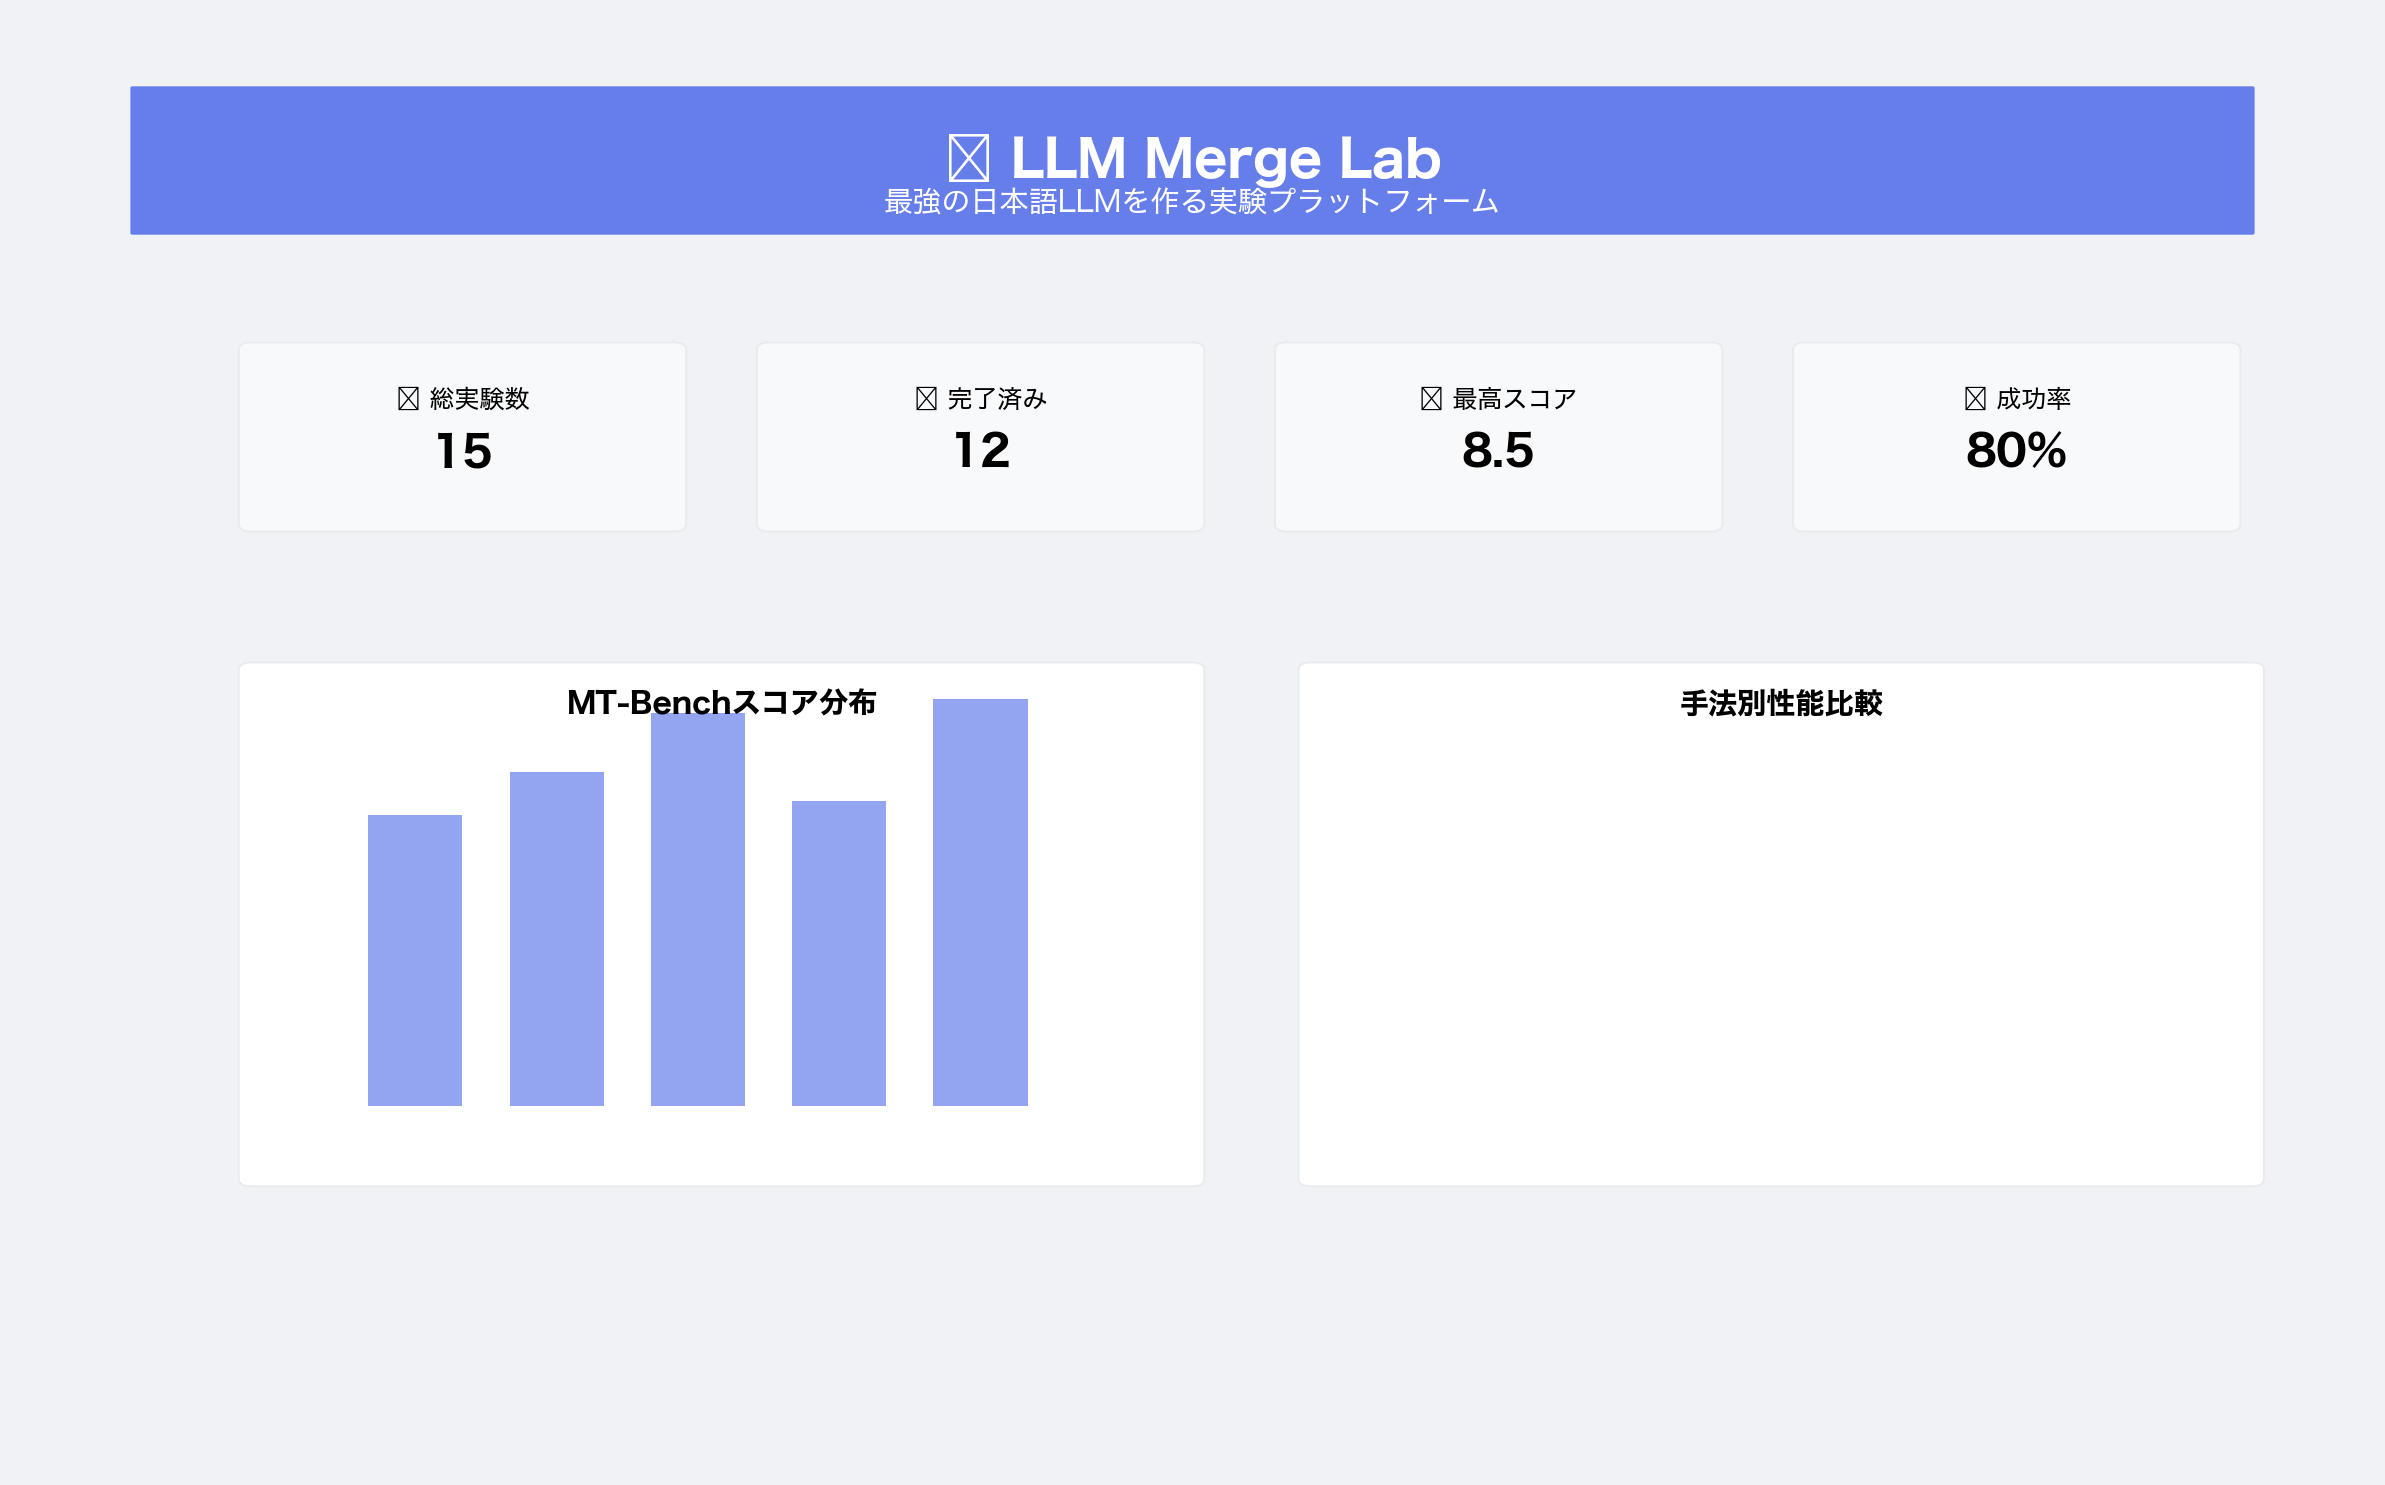 LLM Merge Lab
最強の日本語LLMを作る実験プラットフォーム
総実験数
15
完了済み
12
最高スコア
8.5
成功率
80%
MT-Benchスコア分布
手法別性能比較